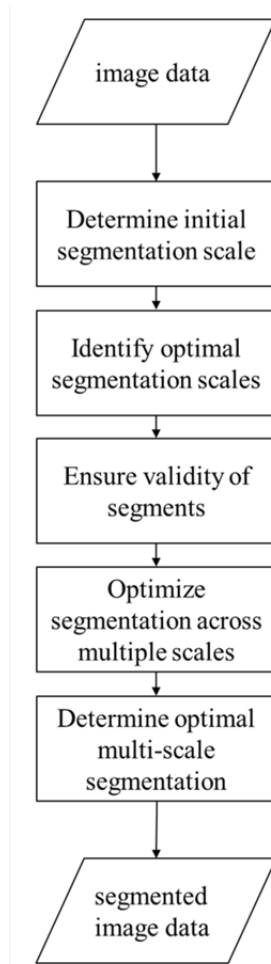 image data
Determine initial
segmentation scale
Identify optimal
segmentation scales
Ensure validity of
segments
Optimize
segmentation across
multiple scales
Determine optimal
multi-scale
segmentation
segmented
image data